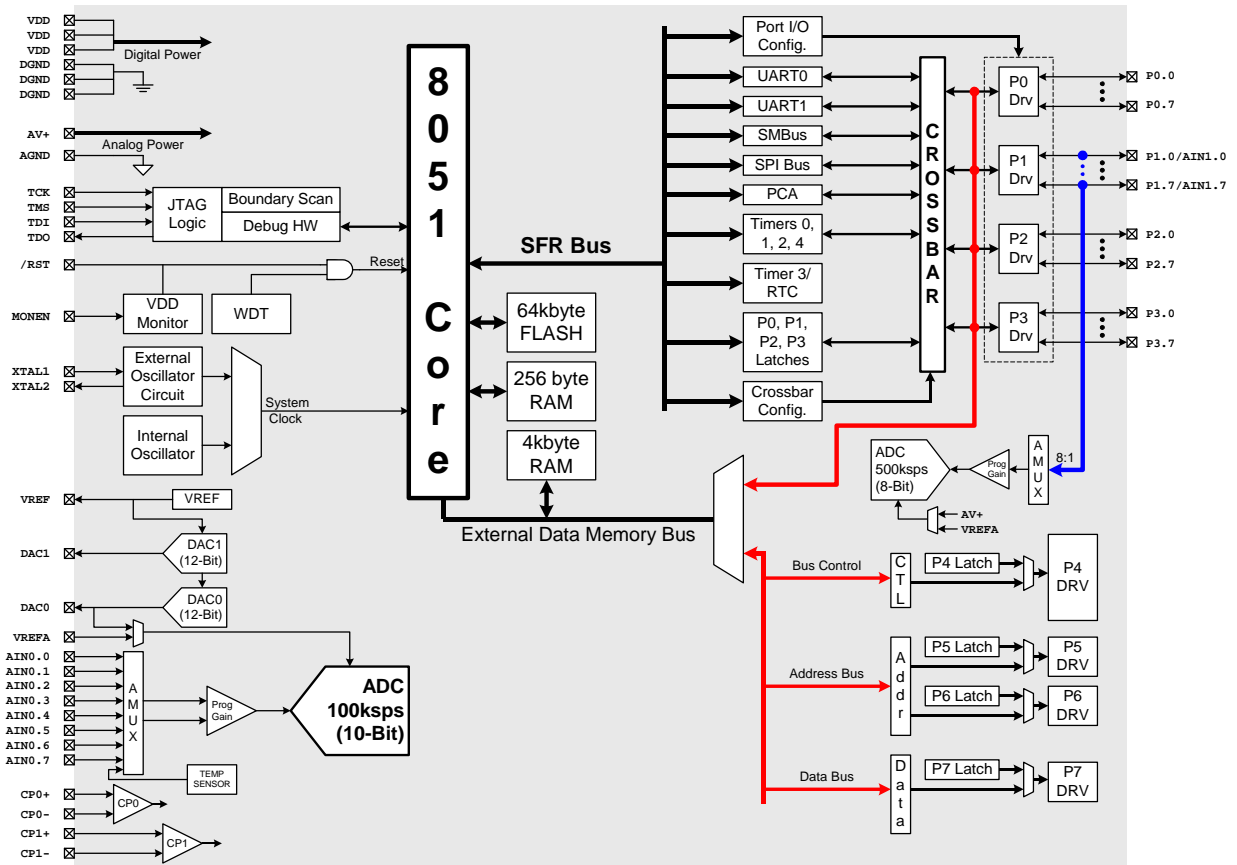 VDD
VDD
VDD
Digital Power
DGND
DGND
DGND
AV+
Analog Power
AGND
TCK
TMS
TDI
TDO
JTAG
Logic
Boundary Scan
Debug HW
/RST
Reset
MONEN
VDD
Monitor
WDT
XTAL1
XTAL2
External
Oscillator
Circuit
System
Clock
Internal
Oscillator
VREF
VREF
DAC1
DAC1
(12-Bit)
DAC0
DAC0
(12-Bit)
VREFA
AIN0.0
AIN0.1
AIN0.2
AIN0.3
AIN0.4
AIN0.5
AIN0.6
AIN0.7
AMUX
Prog
Gain
ADC
100ksps
(10-Bit)
TEMP
SENSOR
CP0+
CP0-
CP0
CP1+
CP1-
CP1
8051 Core
SFR Bus
64kbyte
FLASH
256 byte
RAM
4kbyte
RAM
External Data Memory Bus
Port I/O
Config.
UART0
UART1
SMBus
SPI Bus
PCA
Timers 0,
1, 2, 4
Timer 3/
RTC
P0, P1,
P2, P3
Latches
Crossbar
Config.
CROSSBAR
P0
Drv
P1
Drv
P2
Drv
P3
Drv
P0.0
P0.7
P1.0/AIN1.0
P1.7/AIN1.7
P2.0
P2.7
P3.0
P3.7
ADC
500ksps
(8-Bit)
Prog
Gain
AMUX
8:1
AV+
VREFA
Bus Control
CTL
P4 Latch
P4
DRV
Address Bus
Addr
P5 Latch
P5
DRV
P6 Latch
P6
DRV
Data Bus
Data
P7 Latch
P7
DRV